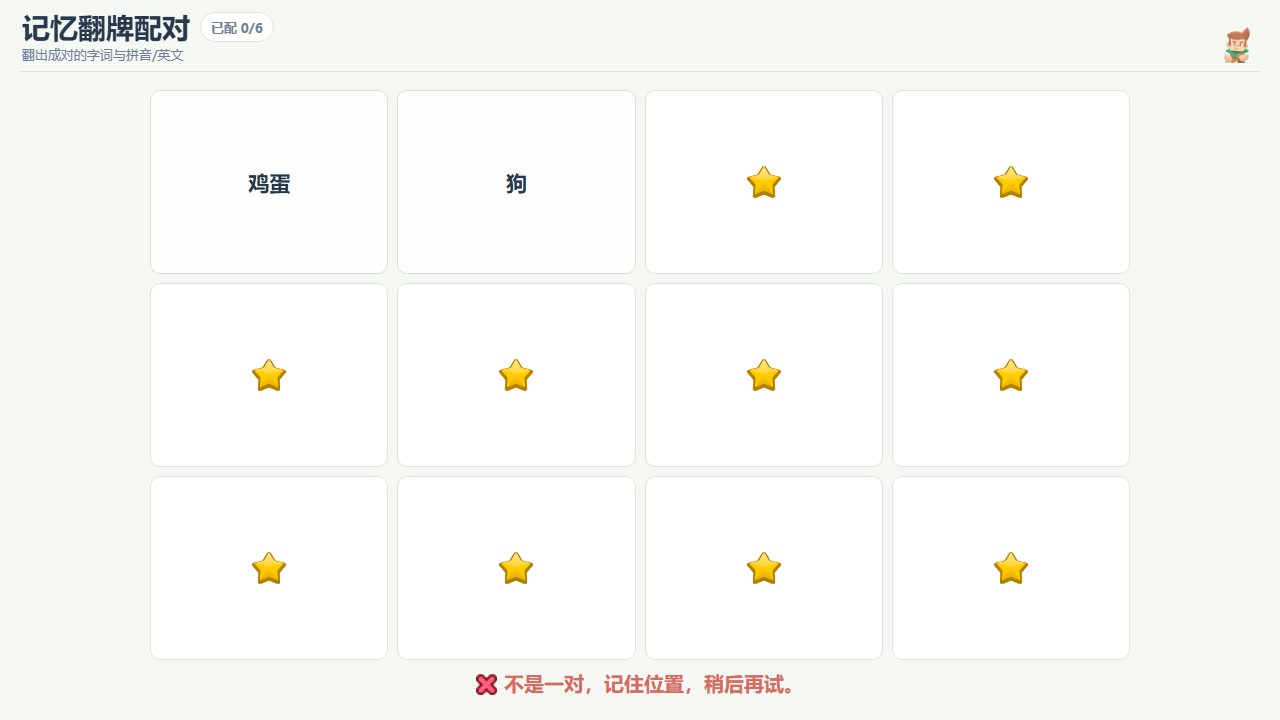 记忆翻牌配对
已配 0/6
翻出成对的字词与拼音/英文
鸡蛋
狗
不是一对，记住位置，稍后再试。